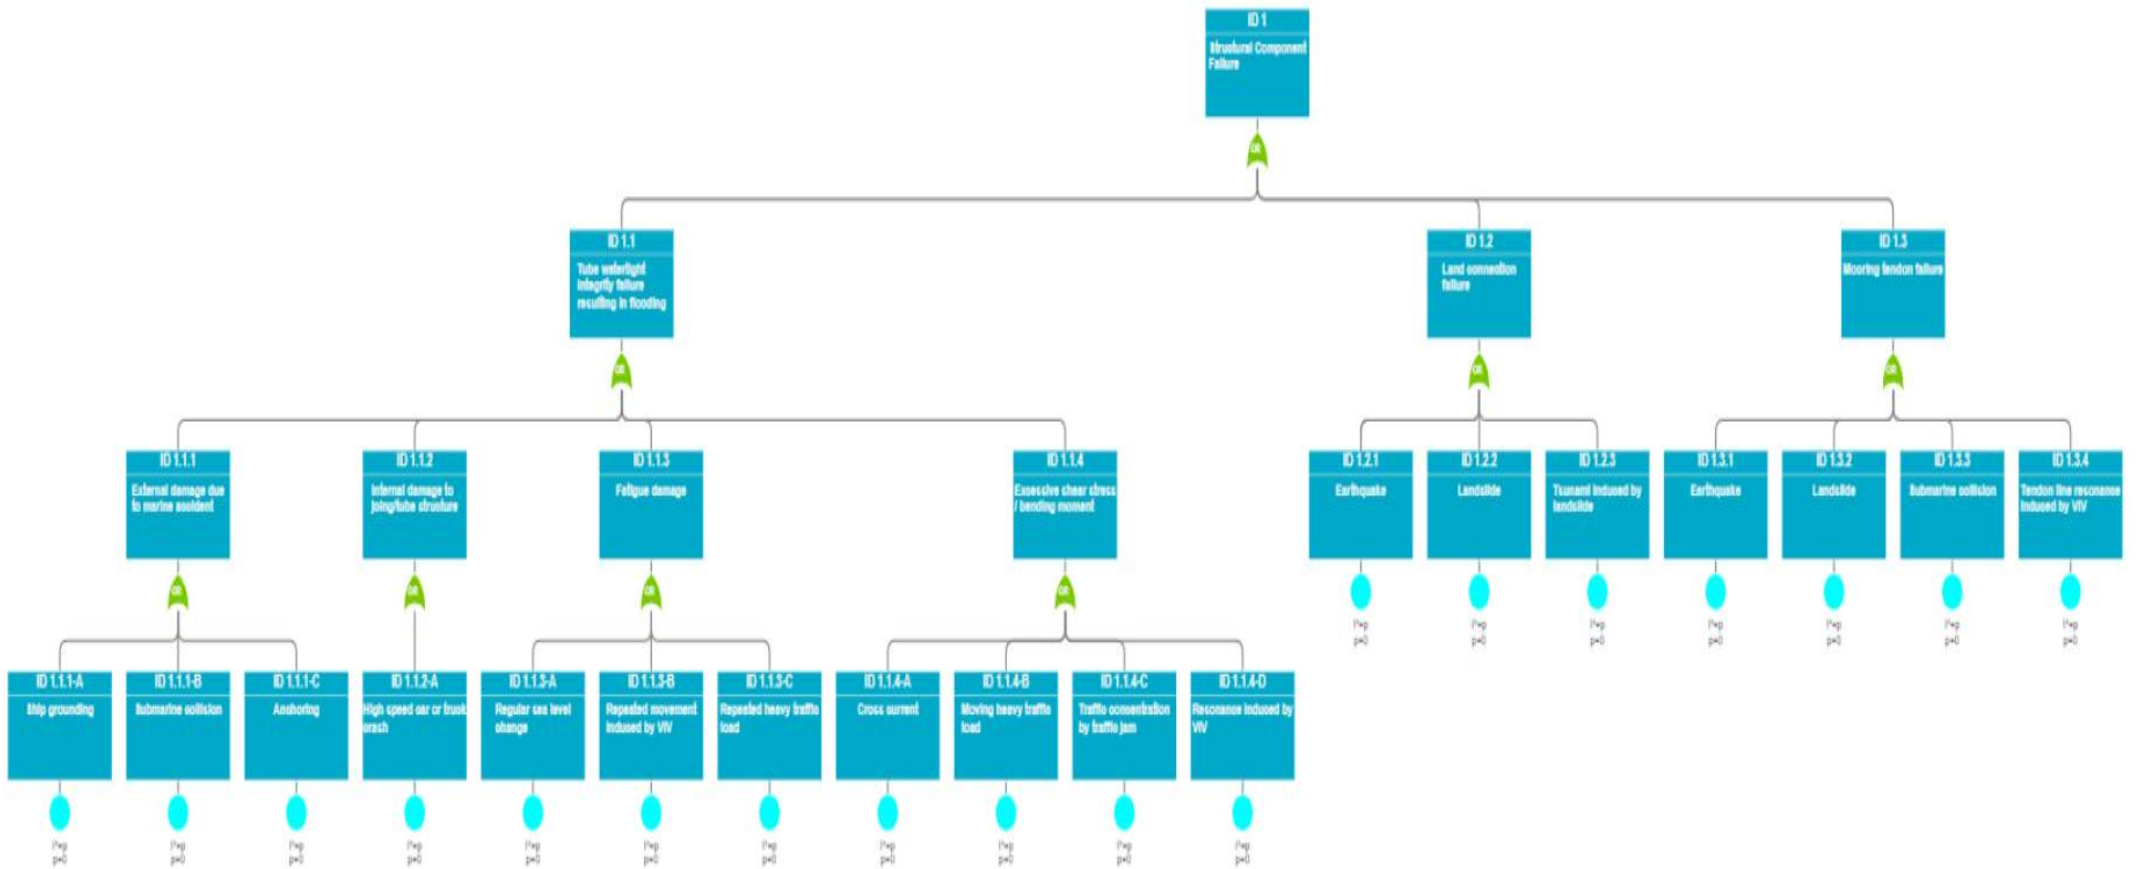 ID 1
Structural Component
Failure
OR
ID 1.1
Tube watertight
integrity failure
resulting in flooding
ID 1.2
Land connection
failure
ID 1.3
Mooring tendon failure
OR
OR
OR
ID 1.1.1
External damage due
to marine accident
ID 1.1.2
Internal damage to
joing/tube structure
ID 1.1.3
Fatigue damage
ID 1.1.4
Excessive shear stress
/ bending moment
ID 1.2.1
Earthquake
ID 1.2.2
Landslide
ID 1.2.3
Tsunami induced by
landslide
ID 1.3.1
Earthquake
ID 1.3.2
Landslide
ID 1.3.3
Submarine collision
ID 1.3.4
Tendon line resonance
induced by VIV
OR
OR
OR
OR
ID 1.1.1-A
Ship grounding
ID 1.1.1-B
Submarine collision
ID 1.1.1-C
Anchoring
ID 1.1.2-A
High speed car or truck
crash
ID 1.1.3-A
Regular sea level
change
ID 1.1.3-B
Repeated movement
induced by VIV
ID 1.1.3-C
Repeated heavy traffic
load
ID 1.1.4-A
Cross current
ID 1.1.4-B
Moving heavy traffic
load
ID 1.1.4-C
Traffic concentration
by traffic jam
ID 1.1.4-D
Resonance induced by
VIV